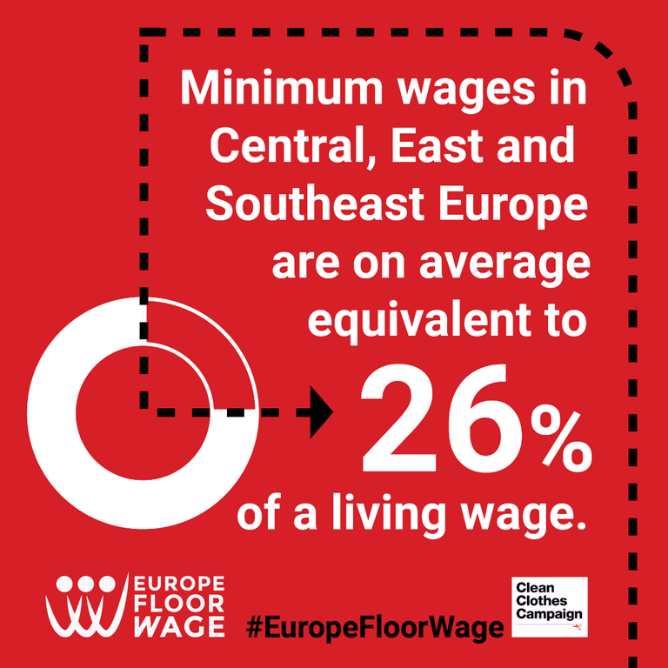 Minimum wages in
Central, East and
Southeast Europe
are on average
equivalent to
26%
of a living wage.
EUROPE
FLOOR
WAGE
#EuropeFloorWage
Clean
Clothes
Campaign